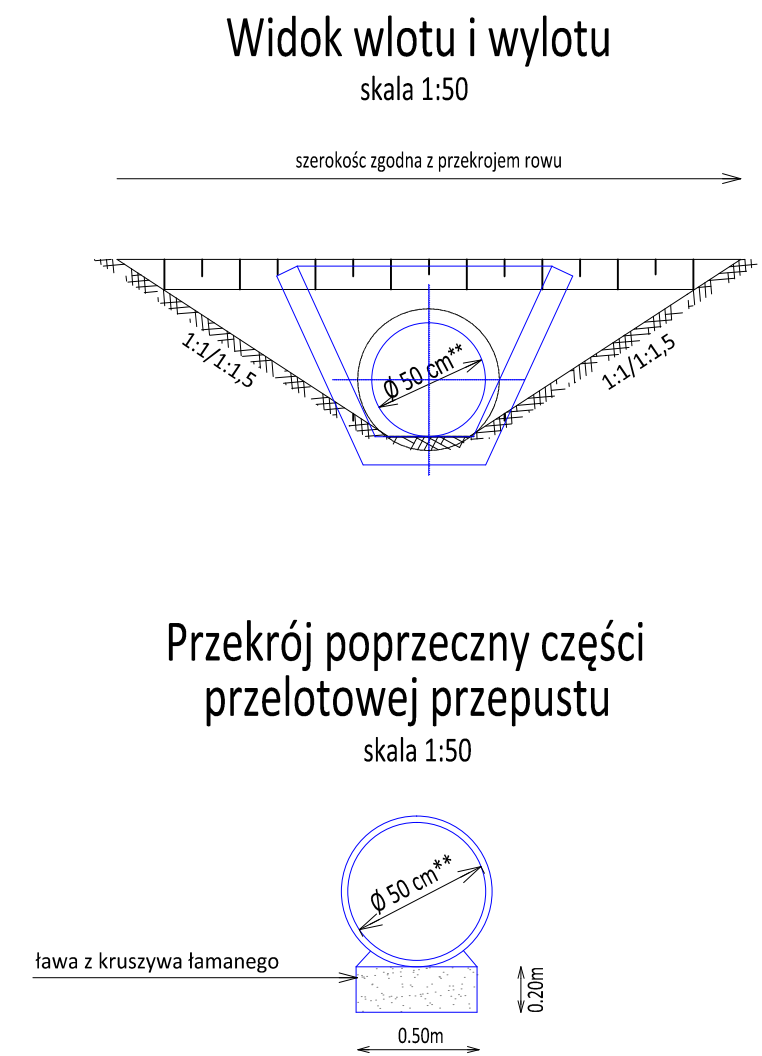 Widok wlotu i wylotu
skala 1:50
szerokośc zgodna z przekrojem rowu
1:1/1:1,5
Ø 50 cm**
1:1/1:1,5
Przekrój poprzeczny części
przelotowej przepustu
skala 1:50
Ø 50 cm**
ława z kruszywa łamanego
0.20m
0.50m